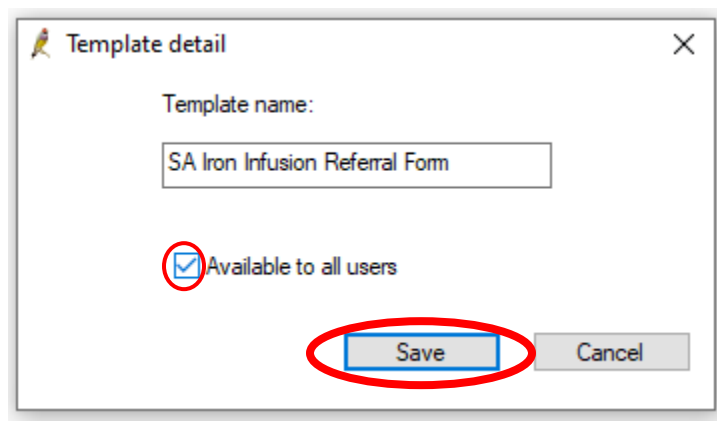 Template detail
Template name:
SA Iron Infusion Referral Form
Available to all users
Save Cancel